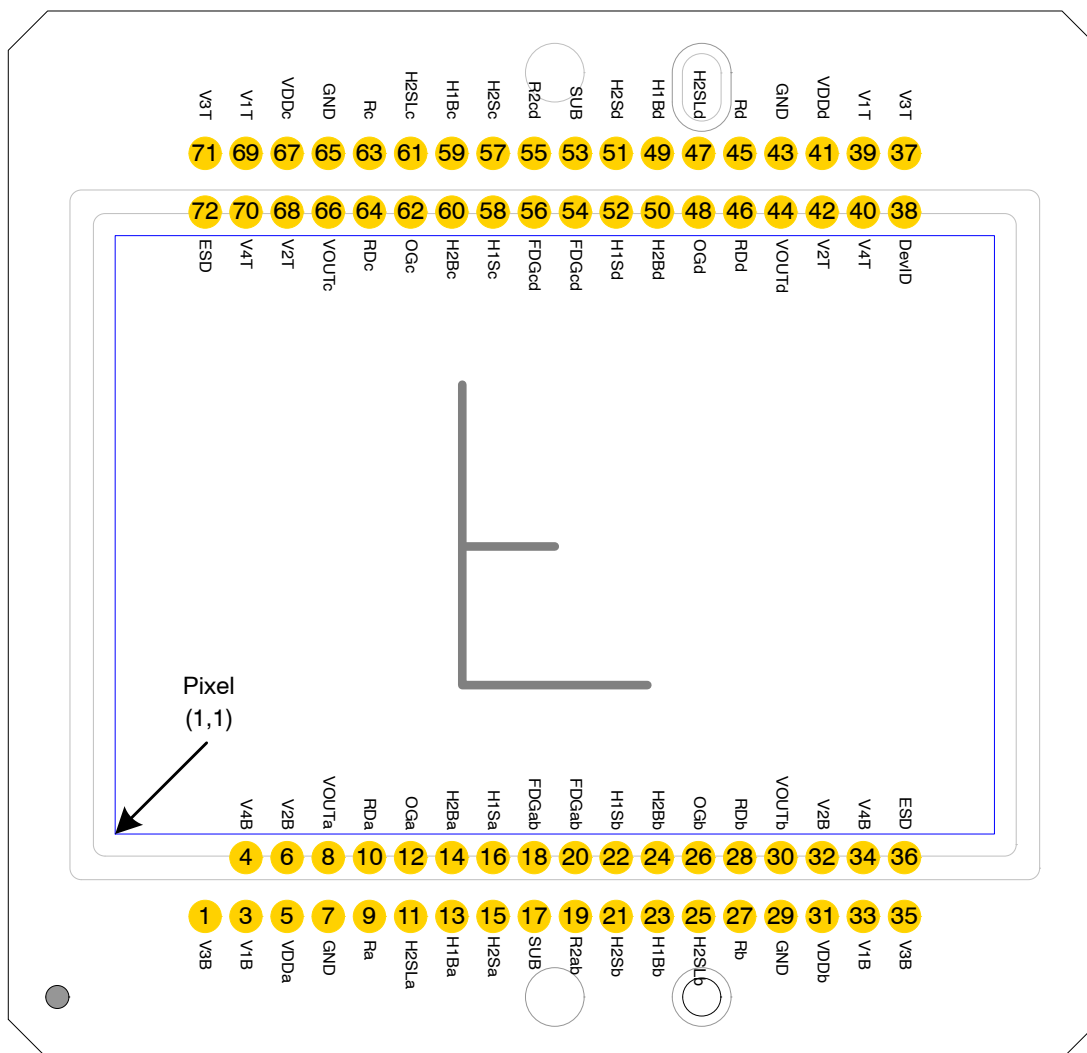 V3T V1T VDDc GND Rc H2SLc H1Bc H2Sc R2cd SUB H2Sd H1Bd H2SLd Rd GND VDDd V1T V3T
71 69 67 65 63 61 59 57 55 53 51 49 47 45 43 41 39 37
72 70 68 66 64 62 60 58 56 54 52 50 48 46 44 42 40 38
ESD V4T V2T VOUTc RDc OGc H2Bc H1Sc FDGcd FDGcd H1Sd H2Bd OGd RDd VOUTd V2T V4T DevID
Pixel
(1,1)
V4B V2B VOUTa RDa OGa H2Ba H1Sa FDGab FDGab H1Sb H2Bb OGb RDb VOUTb V2B V4B ESD
4 6 8 10 12 14 16 18 20 22 24 26 28 30 32 34 36
1 3 5 7 9 11 13 15 17 19 21 23 25 27 29 31 33 35
V3B V1B VDDa GND Ra H2SLa H1Ba H2Sa SUB R2ab H2Sb H1Bb H2SLb Rb GND VDDb V1B V3B